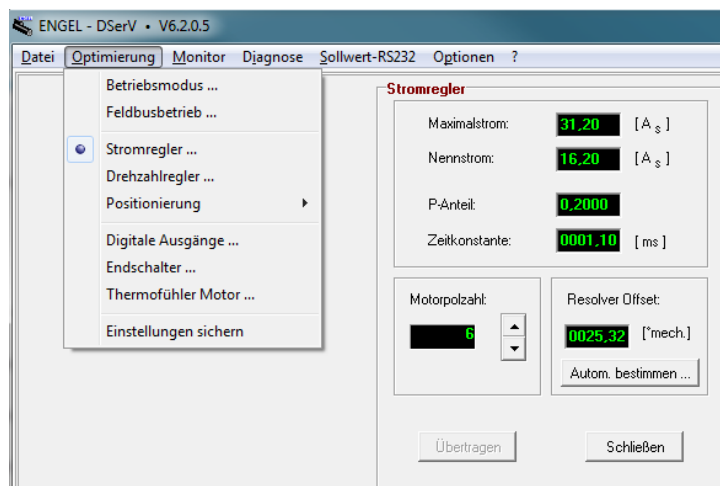 ENGEL - DSerV • V6.2.0.5
Datei Optimierung Monitor Diagnose Sollwert-RS232 Optionen ?
Betriebsmodus ...
Feldbusbetrieb ...
Stromregler ...
Drehzahlregler ...
Positionierung
Digitale Ausgänge ...
Endschalter ...
Thermofühler Motor ...
Einstellungen sichern
Stromregler
Maximalstrom: 31,20 [A s]
Nennstrom: 16,20 [A s]
P-Anteil: 0,2000
Zeitkonstante: 0001,10 [ms]
Motorpolzahl:
6
Resolver Offset:
0025,32 [°mech.]
Autom. bestimmen ...
Übertragen Schließen